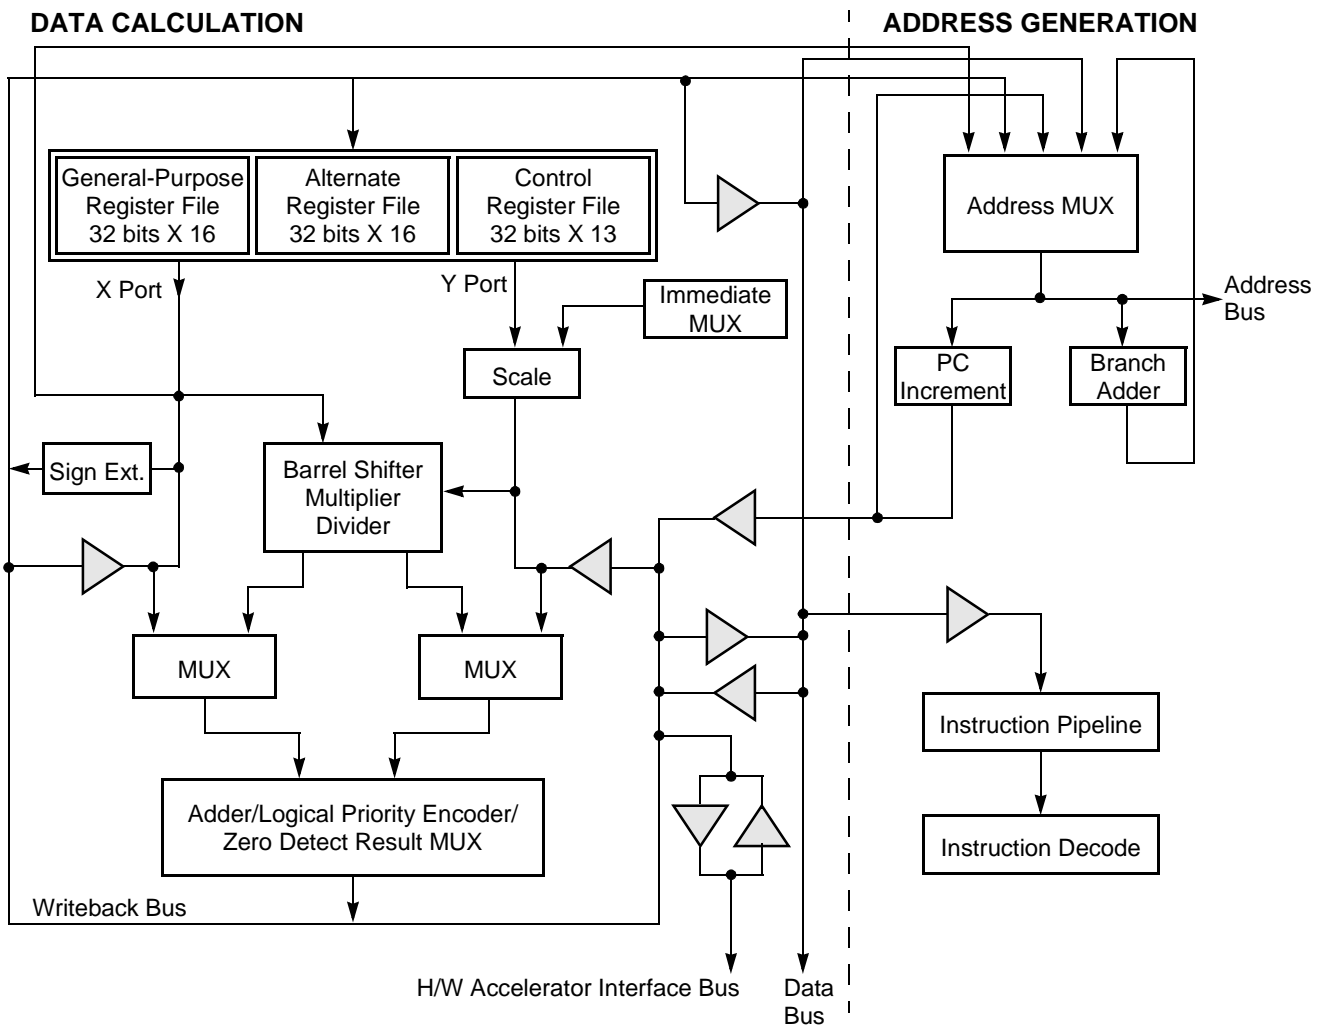 DATA CALCULATION
ADDRESS GENERATION
General-Purpose
Register File
32 bits X 16
Alternate
Register File
32 bits X 16
Control
Register File
32 bits X 13
Address MUX
X Port
Y Port
Immediate
MUX
Address
Bus
Scale
PC
Increment
Branch
Adder
Sign Ext.
Barrel Shifter
Multiplier
Divider
MUX
MUX
Instruction Pipeline
Adder/Logical Priority Encoder/
Zero Detect Result MUX
Instruction Decode
Writeback Bus
H/W Accelerator Interface Bus
Data
Bus